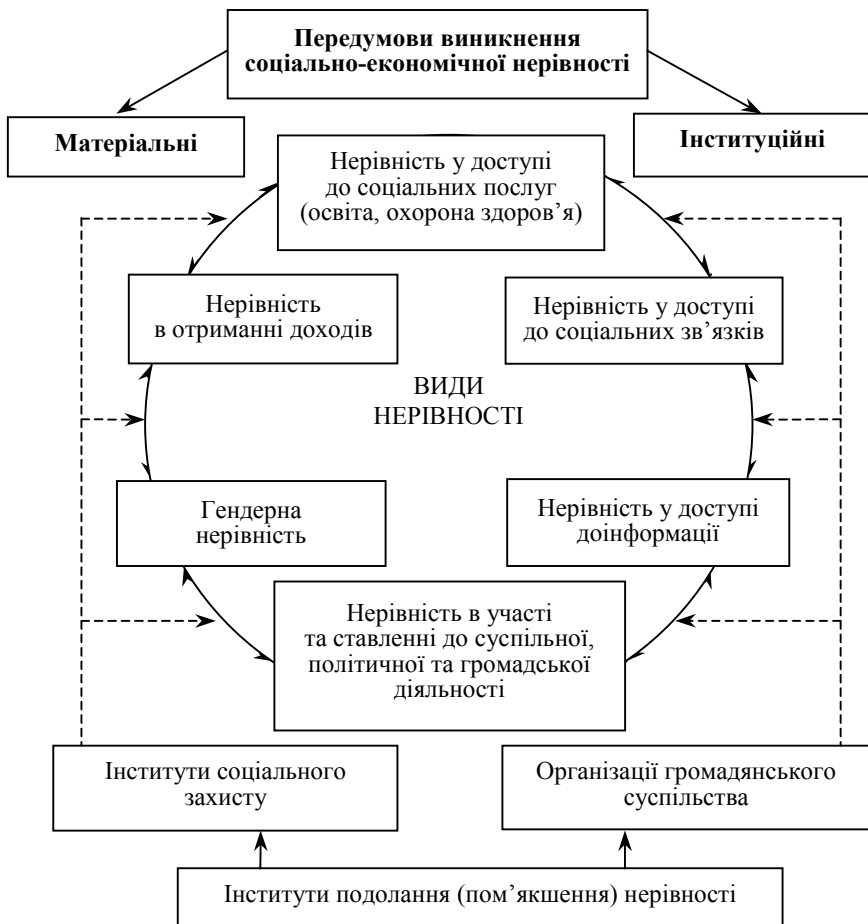 Передумови виникнення
соціально-економічної нерівності
Матеріальні
Інституційні
Нерівність у доступі
до соціальних послуг
(освіта, охорона здоров’я)
Нерівність
в отриманні доходів
Нерівність у доступі
до соціальних зв’язків
ВИДИ
НЕРІВНОСТІ
Гендерна
нерівність
Нерівність у доступі
доінформації
Нерівність в участі
та ставленні до суспільної,
політичної та громадської
діяльності
Інститути соціального
захисту
Організації громадянського
суспільства
Інститути подолання (пом’якшення) нерівності